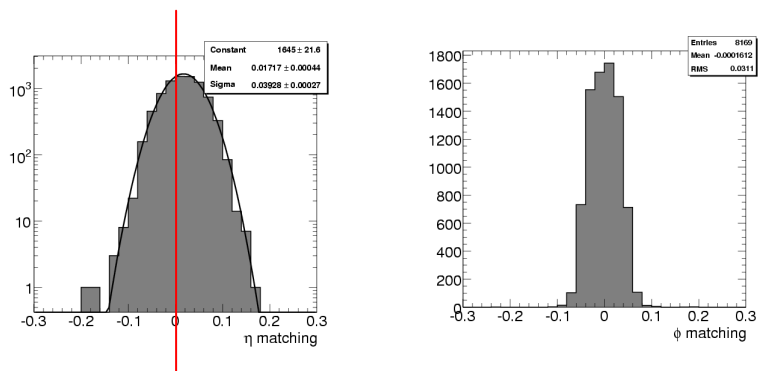 Constant 1645 ± 21.6
Mean 0.01717 ± 0.00044
Sigma 0.03928 ± 0.00027
10³
10²
10
1
-0.3 -0.2 -0.1 0 0.1 0.2 0.3
η matching
Entries 8169
Mean -0.0001612
RMS 0.0311
1800
1600
1400
1200
1000
800
600
400
200
0
-0.3 -0.2 -0.1 0 0.1 0.2 0.3
ϕ matching